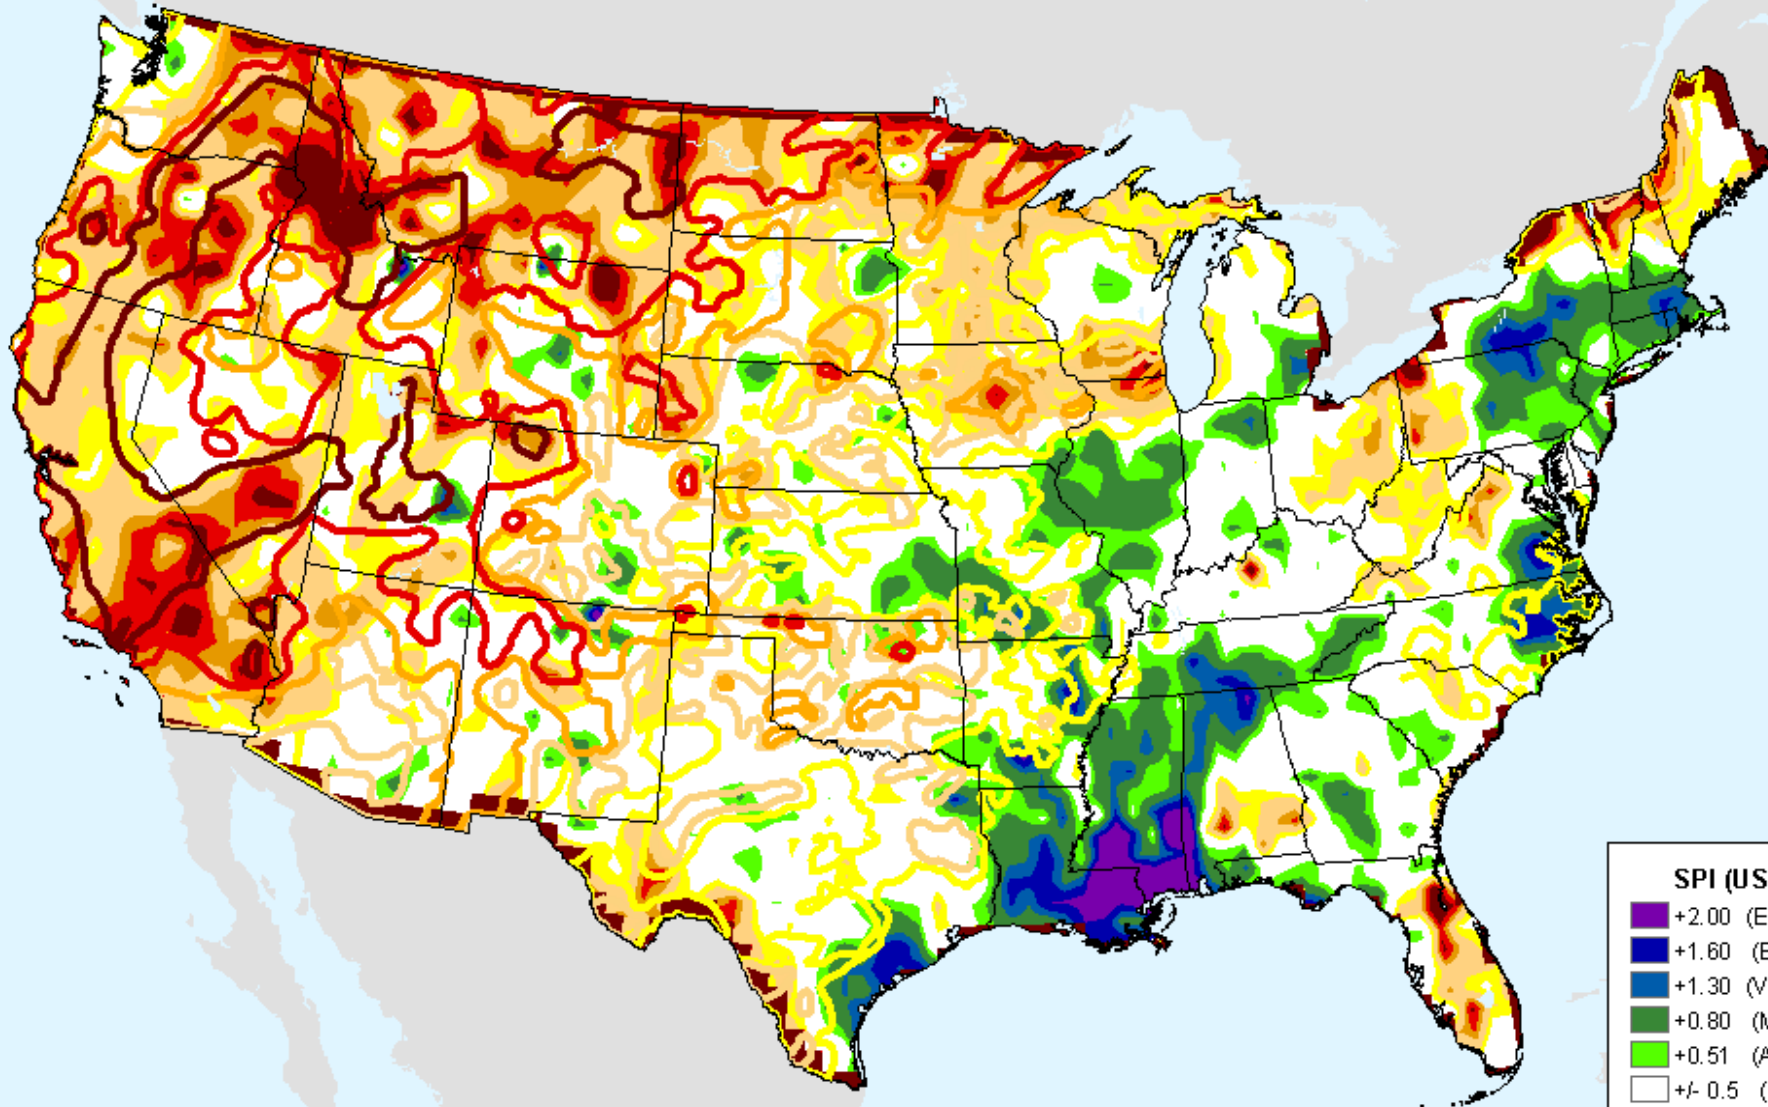 SPI (US
+2.00 (E
+1.60 (E
+1.30 (V
+0.80 (M
+0.51 (A
+/- 0.5 (